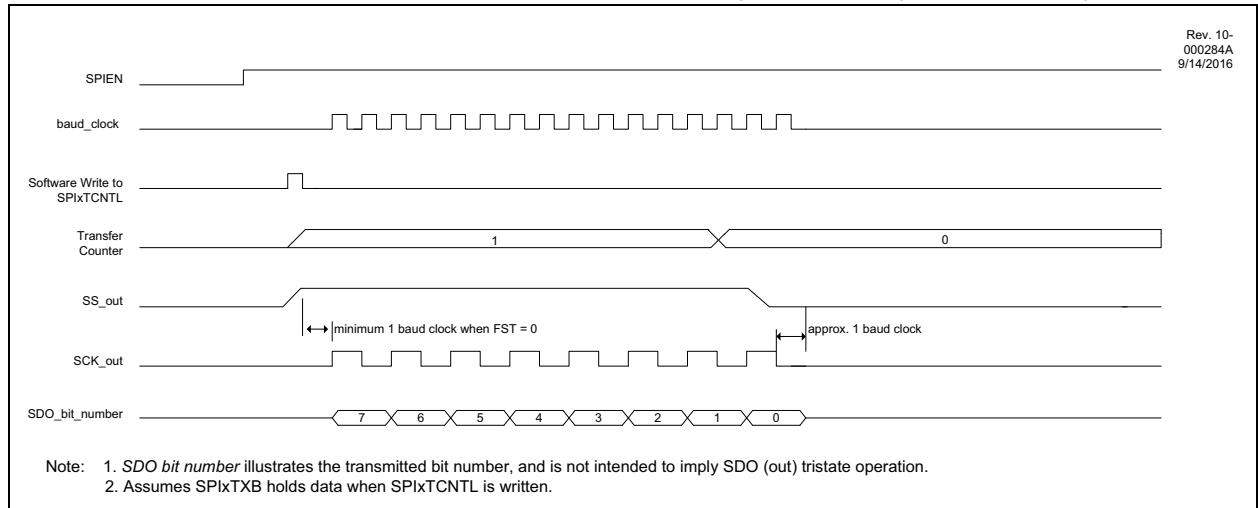 Rev. 10-
000284A
9/14/2016
SPIEN
baud_clock
Software Write to
SPIxTCNTL
Transfer
Counter
1
0
SS_out
minimum 1 baud clock when FST = 0
approx. 1 baud clock
SCK_out
SDO_bit_number
7 6 5 4 3 2 1 0
Note: 1. SDO bit number illustrates the transmitted bit number, and is not intended to imply SDO (out) tristate operation.
2. Assumes SPIxTXB holds data when SPIxTCNTL is written.